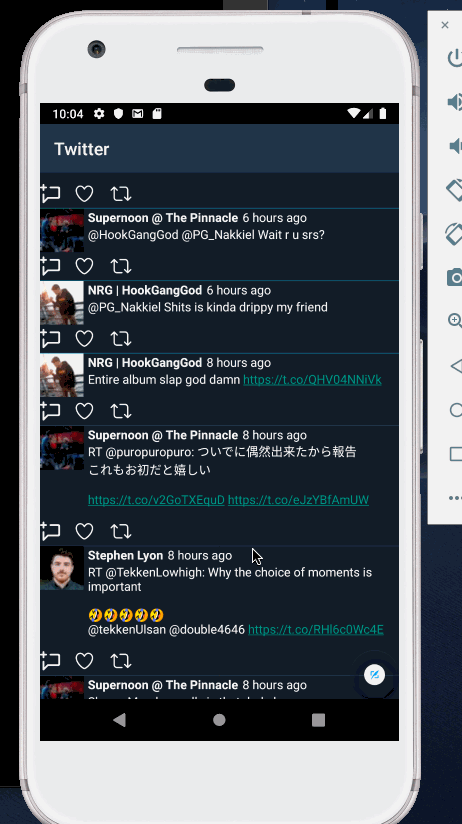 10:04
Twitter
Supernoon @ The Pinnacle 6 hours ago
@HookGangGod @PG_Nakkiel Wait r u srs?
NRG | HookGangGod 6 hours ago
@PG_Nakkiel Shits is kinda drippy my friend
NRG | HookGangGod 8 hours ago
Entire album slap god damn https://t.co/QHV04NNiVk
Supernoon @ The Pinnacle 8 hours ago
RT @puropuropuro: ついでに偶然出来たから報告
これもお初だと嬉しい
https://t.co/v2GoTXEquD https://t.co/eJzYBfAmUW
Stephen Lyon 8 hours ago
RT @TekkenLowhigh: Why the choice of moments is
important
🤣🤣🤣🤣🤣
@tekkenUlsan @double4646 https://t.co/RHl6c0Wc4E
Supernoon @ The Pinnacle 8 hours ago